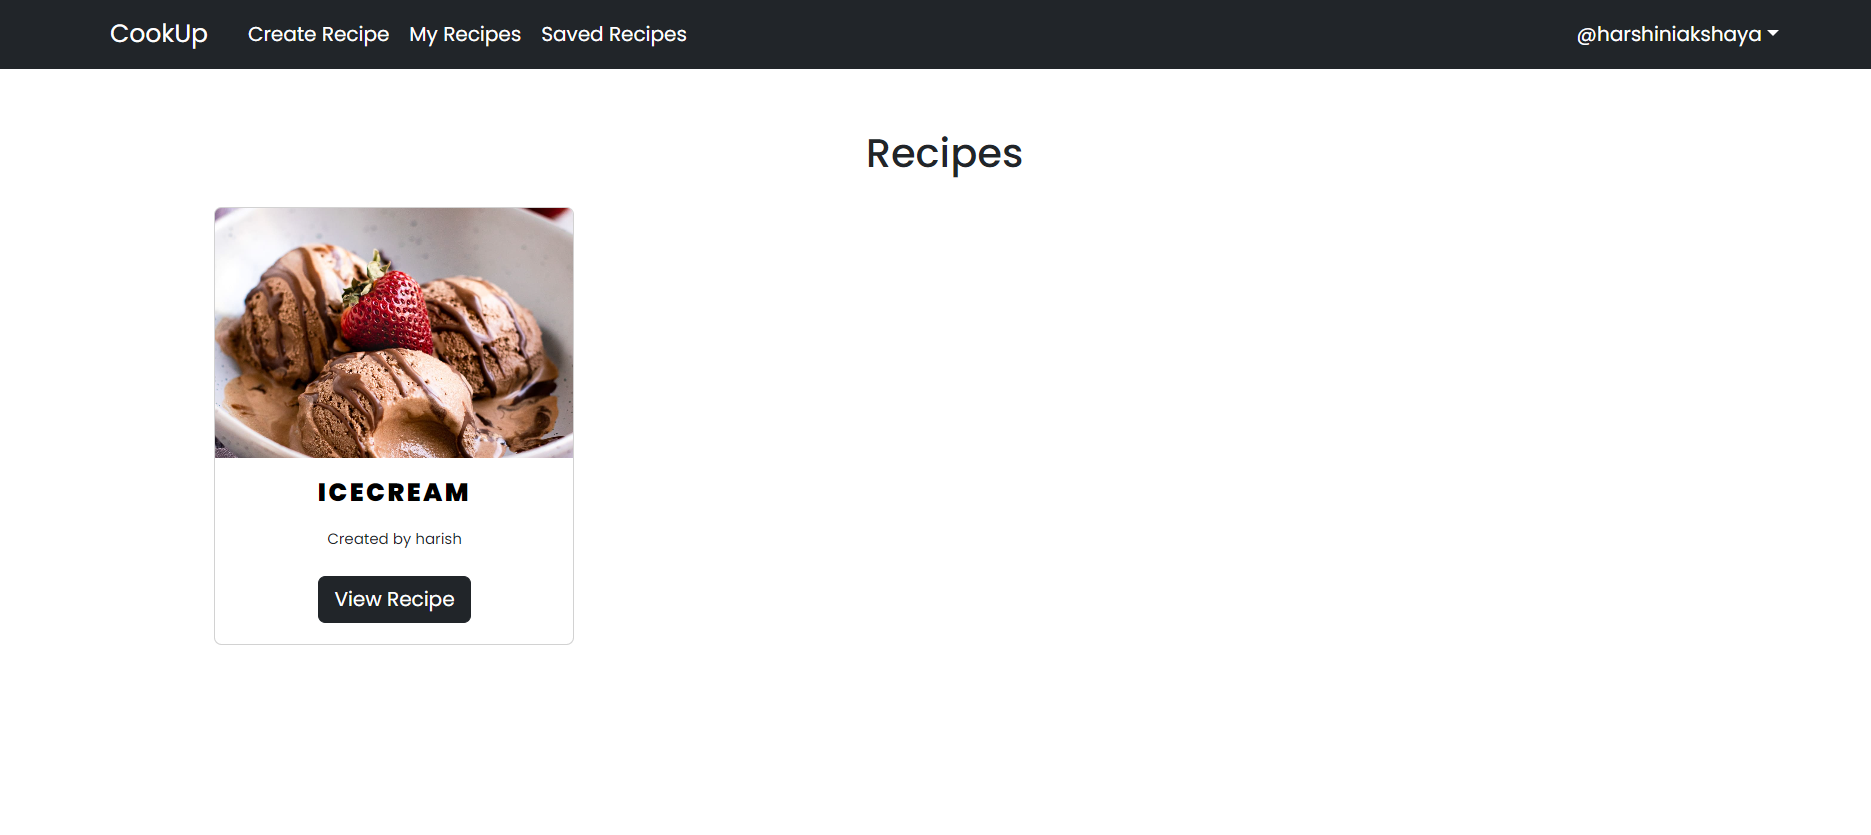 CookUp Create Recipe My Recipes Saved Recipes @harshiniakshaya
Recipes
ICECREAM
Created by harish
View Recipe